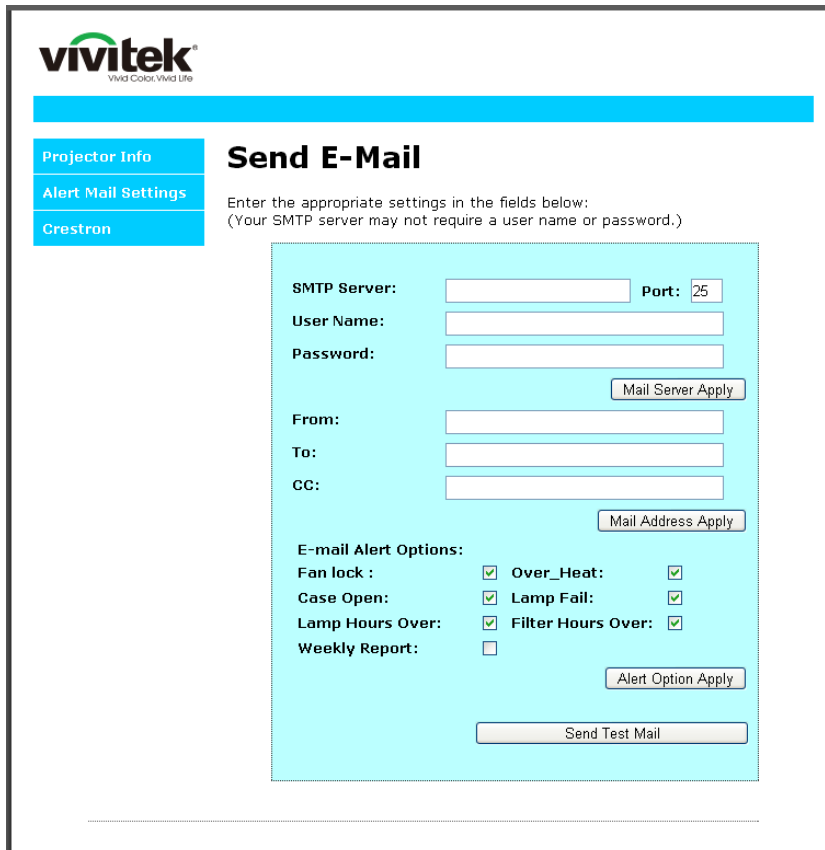 vivitek®
Vivid Color, Vivid Life
Projector Info
Alert Mail Settings
Crestron
Send E-Mail
Enter the appropriate settings in the fields below:
(Your SMTP server may not require a user name or password.)
SMTP Server: Port: 25
User Name:
Password:
Mail Server Apply
From:
To:
CC:
Mail Address Apply
E-mail Alert Options:
Fan lock : Over_Heat:
Case Open: Lamp Fail:
Lamp Hours Over: Filter Hours Over:
Weekly Report:
Alert Option Apply
Send Test Mail